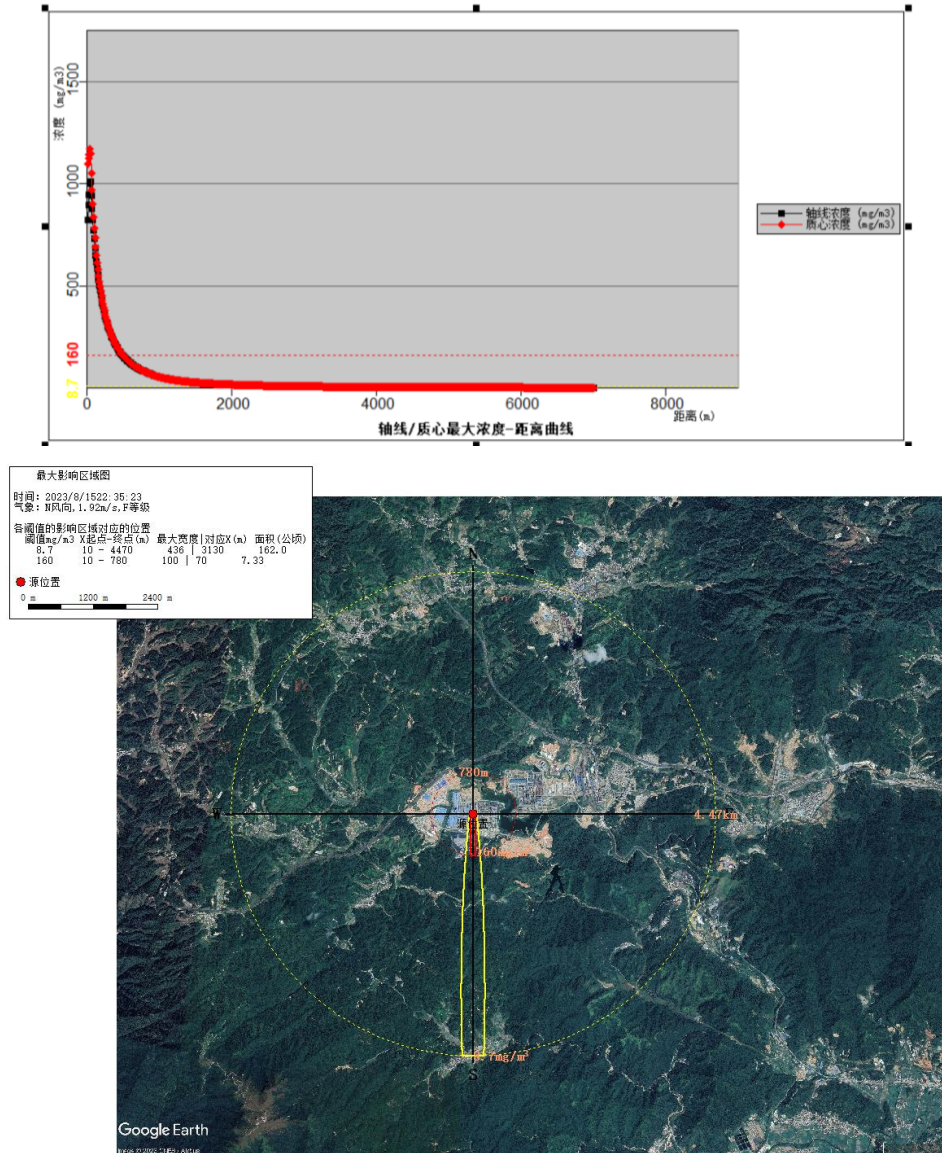 浓度 (mg/m3)
1500
1000
500
160
8.7
0
2000
4000
6000
8000
距离(m)
轴线/质心最大浓度-距离曲线
轴线浓度 (mg/m3)
质心浓度 (mg/m3)
最大影响区域图
时间: 2023/8/1522:35:23
气象: N风向,1.92m/s,F等级
各阈值的影响区域对应的位置
阈值mg/m3 X起点-终点(m) 最大宽度|对应X(m) 面积(公顷)
8.7 10 - 4470 436 | 3130 162.0
160 10 - 780 100 | 70 7.33
源位置
0 m 1200 m 2400 m
N
780m
4.47km
源位置
S
Google Earth